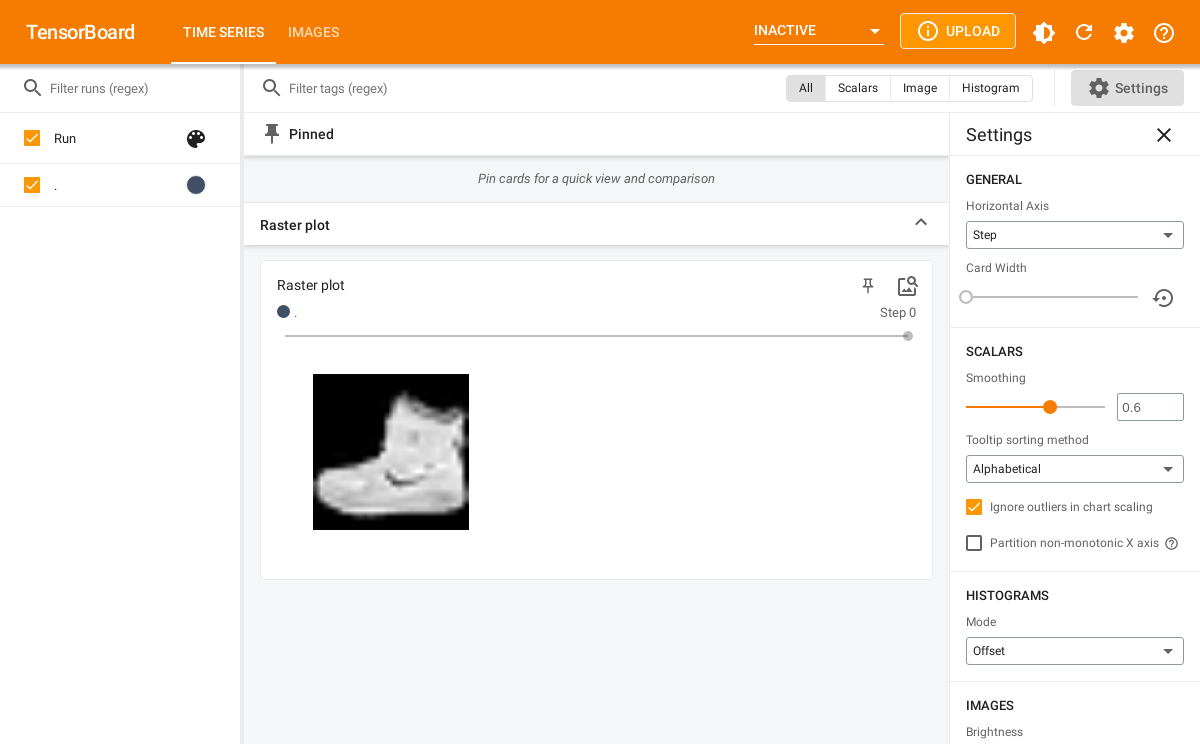 TensorBoard
TIME SERIES
IMAGES
INACTIVE
UPLOAD
Filter runs (regex)
Run
.
Filter tags (regex)
All
Scalars
Image
Histogram
Settings
Pinned
Pin cards for a quick view and comparison
Raster plot
Raster plot
.
Step 0
Settings
GENERAL
Horizontal Axis
Step
Card Width
SCALARS
Smoothing
0.6
Tooltip sorting method
Alphabetical
Ignore outliers in chart scaling
Partition non-monotonic X axis
HISTOGRAMS
Mode
Offset
IMAGES
Brightness